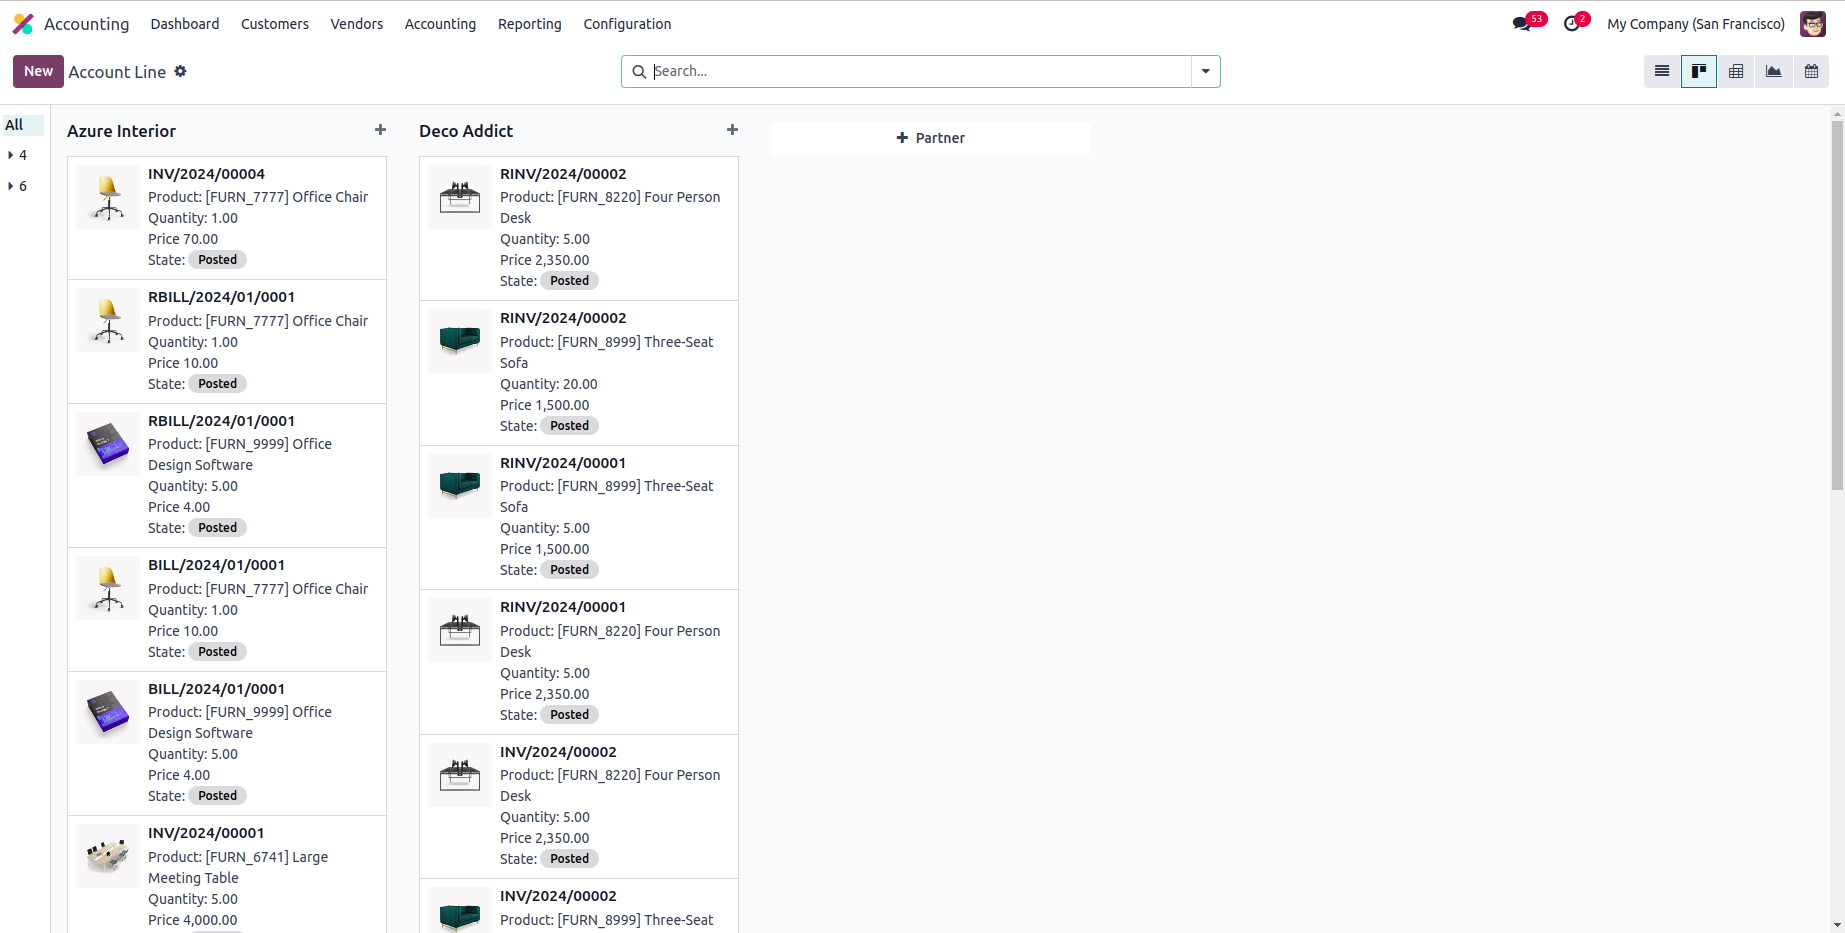 Accounting Dashboard Customers Vendors Accounting Reporting Configuration 53 2 My Company (San Francisco)
New Account Line Search...
All
4
6
Azure Interior
INV/2024/00004
Product: [FURN_7777] Office Chair
Quantity: 1.00
Price 70.00
State: Posted
RBILL/2024/01/0001
Product: [FURN_7777] Office Chair
Quantity: 1.00
Price 10.00
State: Posted
RBILL/2024/01/0001
Product: [FURN_9999] Office
Design Software
Quantity: 5.00
Price 4.00
State: Posted
BILL/2024/01/0001
Product: [FURN_7777] Office Chair
Quantity: 1.00
Price 10.00
State: Posted
BILL/2024/01/0001
Product: [FURN_9999] Office
Design Software
Quantity: 5.00
Price 4.00
State: Posted
INV/2024/00001
Product: [FURN_6741] Large
Meeting Table
Quantity: 5.00
Price 4,000.00
Deco Addict
RINV/2024/00002
Product: [FURN_8220] Four Person
Desk
Quantity: 5.00
Price 2,350.00
State: Posted
RINV/2024/00002
Product: [FURN_8999] Three-Seat
Sofa
Quantity: 20.00
Price 1,500.00
State: Posted
RINV/2024/00001
Product: [FURN_8999] Three-Seat
Sofa
Quantity: 5.00
Price 1,500.00
State: Posted
RINV/2024/00001
Product: [FURN_8220] Four Person
Desk
Quantity: 5.00
Price 2,350.00
State: Posted
INV/2024/00002
Product: [FURN_8220] Four Person
Desk
Quantity: 5.00
Price 2,350.00
State: Posted
INV/2024/00002
Product: [FURN_8999] Three-Seat
+ Partner